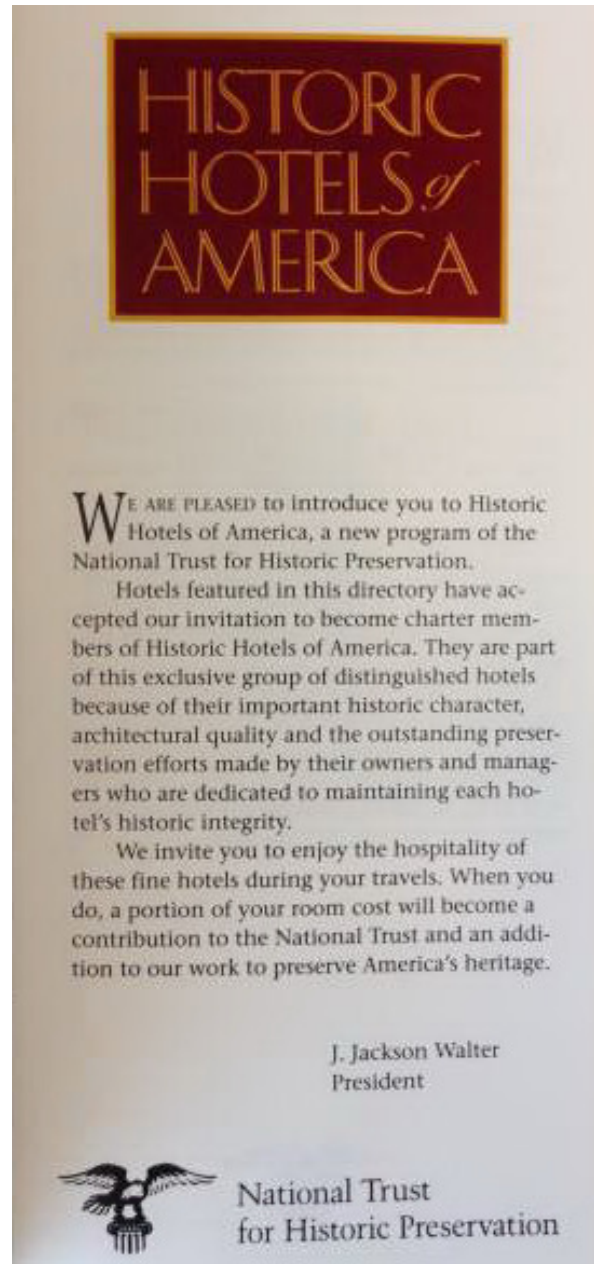 HISTORIC
HOTELS of
AMERICA
WE ARE PLEASED to introduce you to Historic
Hotels of America, a new program of the
National Trust for Historic Preservation.
Hotels featured in this directory have ac-
cepted our invitation to become charter mem-
bers of Historic Hotels of America. They are part
of this exclusive group of distinguished hotels
because of their important historic character,
architectural quality and the outstanding preser-
vation efforts made by their owners and manag-
ers who are dedicated to maintaining each ho-
tel's historic integrity.
We invite you to enjoy the hospitality of
these fine hotels during your travels. When you
do, a portion of your room cost will become a
contribution to the National Trust and an addi-
tion to our work to preserve America's heritage.
J. Jackson Walter
President
National Trust
for Historic Preservation